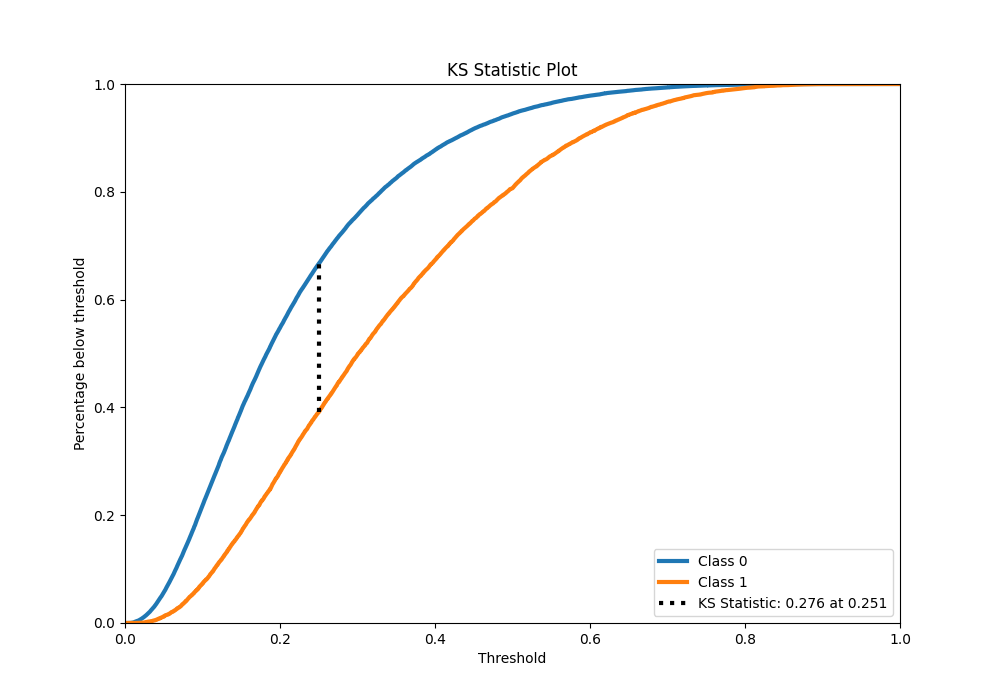 KS Statistic Plot
1.0
0.8
0.6
0.4
0.2
0.0
Percentage below threshold
0.0 0.2 0.4 0.6 0.8 1.0
Threshold
Class 0
Class 1
KS Statistic: 0.276 at 0.251